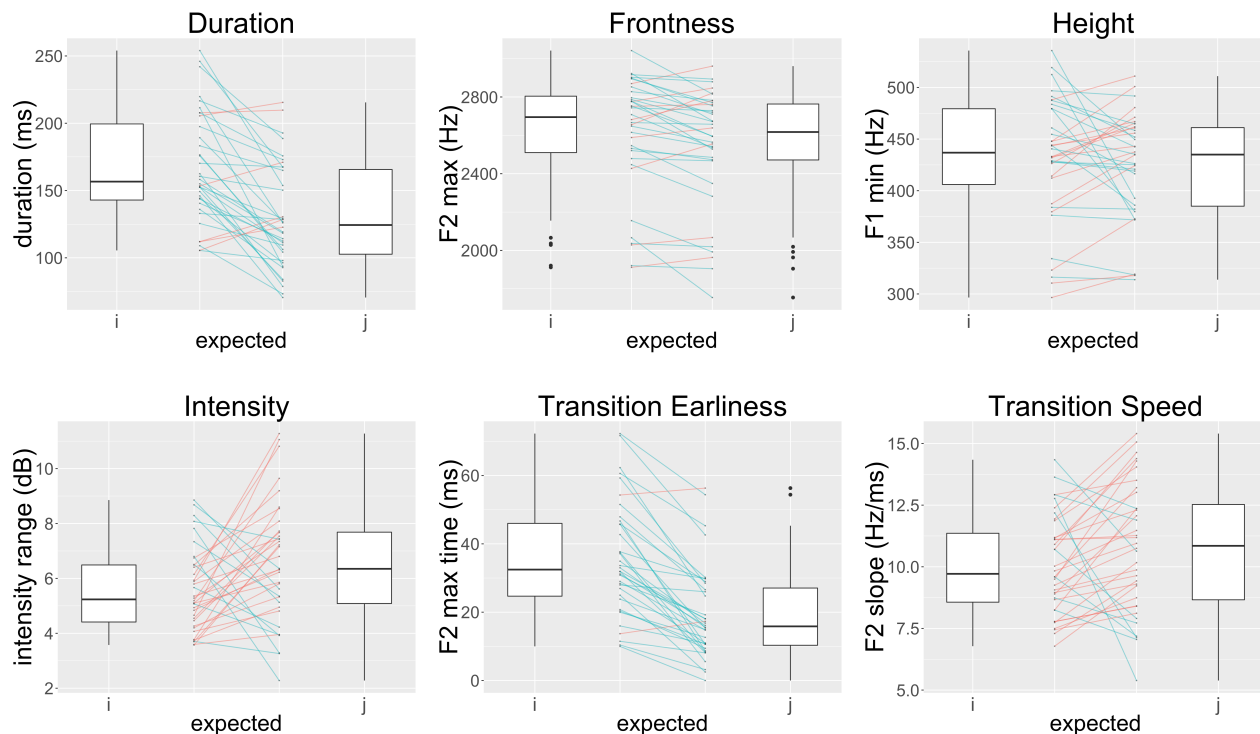 Duration
duration (ms)
250
200
150
100
i
j
expected
Frontness
F2 max (Hz)
2800
2400
2000
i
j
expected
Height
F1 min (Hz)
500
450
400
350
300
i
j
expected
Intensity
intensity range (dB)
10
8
6
4
2
i
j
expected
Transition Earliness
F2 max time (ms)
60
40
20
0
i
j
expected
Transition Speed
F2 slope (Hz/ms)
15.0
12.5
10.0
7.5
5.0
i
j
expected